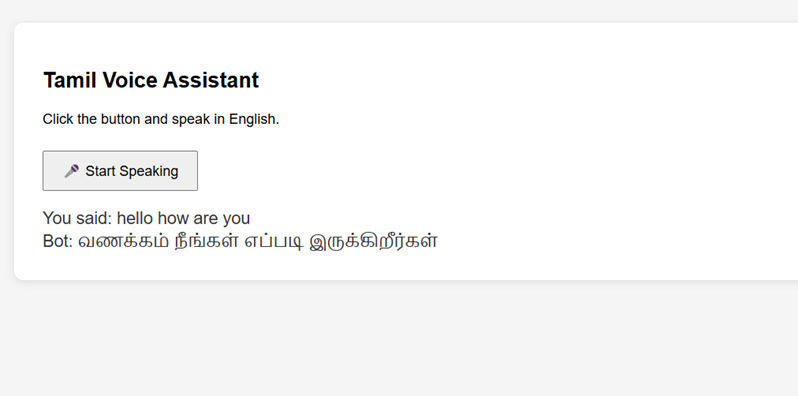 Tamil Voice Assistant
Click the button and speak in English.
🎤 Start Speaking
You said: hello how are you
Bot: வணக்கம் நீங்கள் எப்படி இருக்கிறீர்கள்